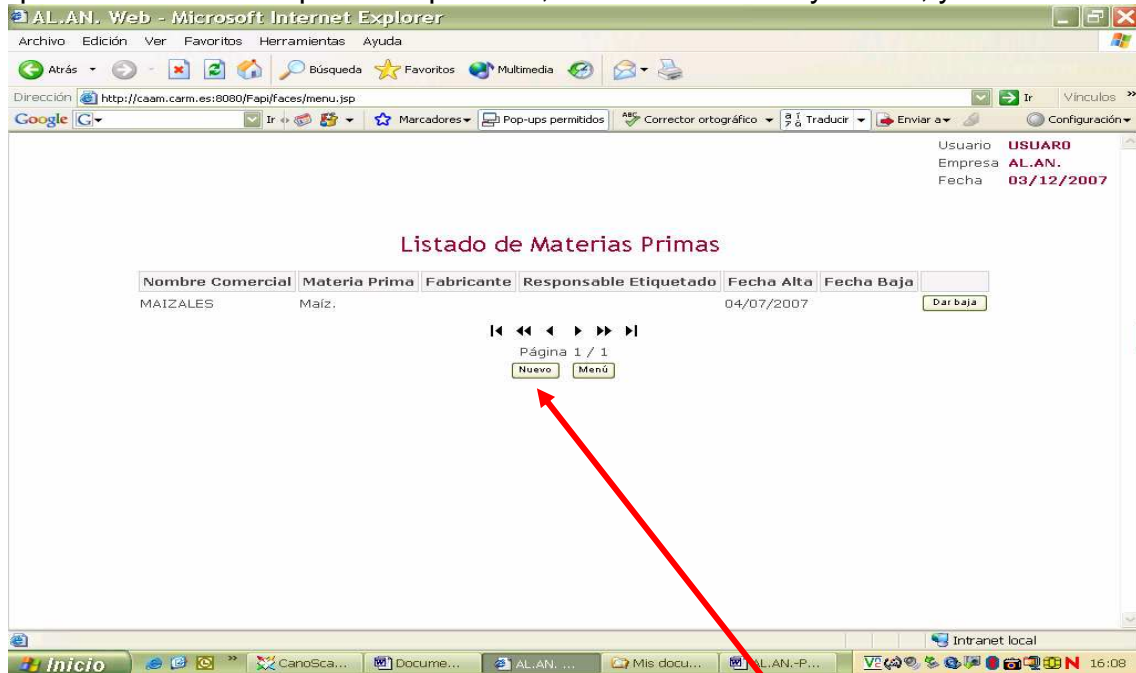 AL.AN. Web - Microsoft Internet Explorer
Archivo Edición Ver Favoritos Herramientas Ayuda
Atrás Búsqueda Favoritos Multimedia
Dirección http://caam.carm.es:8080/Fapi/faces/menu.jsp Ir Vínculos »
Google G Ir Marcadores Pop-ups permitidos Corrector ortográfico Traducir Enviar a Configuración
Usuario USUAR0
Empresa AL.AN.
Fecha 03/12/2007
Listado de Materias Primas
Nombre Comercial Materia Prima Fabricante Responsable Etiquetado Fecha Alta Fecha Baja
MAIZALES Maíz. 04/07/2007 Dar baja
Página 1 / 1
Nuevo Menú
Intranet local
Inicio » CanoSca... Docume... AL.AN. ... Mis docu... AL.AN.-P... 16:08